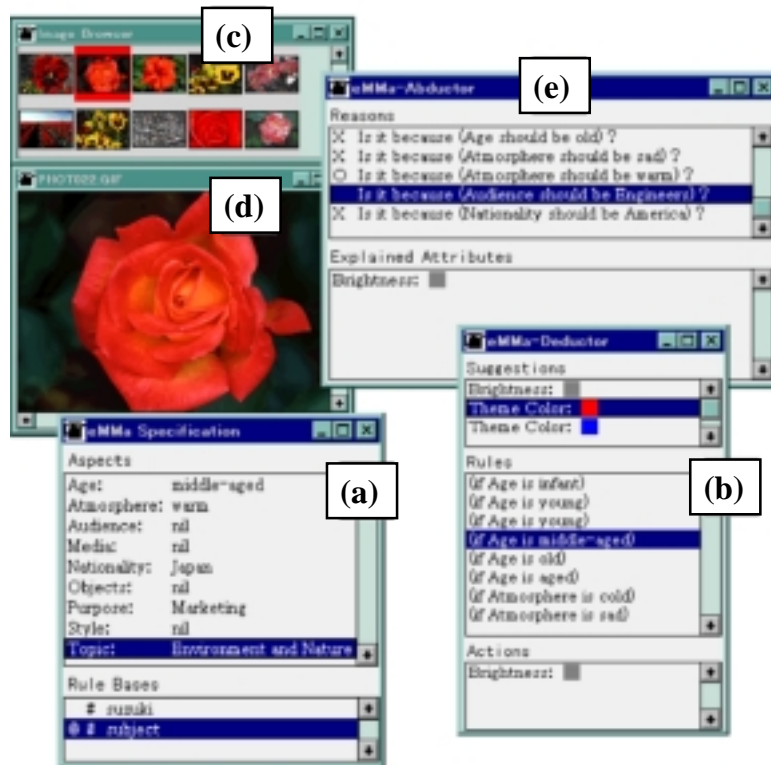 Image Browser
(c)
eMMa-Abductor
(e)
Reasons
X Is it because (Age should be old) ?
X Is it because (Atmosphere should be sad) ?
O Is it because (Atmosphere should be warm) ?
Is it because (Audience should be Engineers) ?
X Is it because (Nationality should be America) ?
Explained Attributes
Brightness:
PHOTO22.GIF
(d)
eMMa Specification
(a)
Aspects
Age: middle-aged
Atmosphere: warm
Audience: nil
Media: nil
Nationality: Japan
Objects: nil
Purpose: Marketing
Style: nil
Topic: Environment and Nature
Rule Bases
# suzuki
@ # subject
eMMa-Deductor
(b)
Suggestions
Brightness:
Theme Color:
Theme Color:
Rules
(if Age is infant)
(if Age is young)
(if Age is young)
(if Age is middle-aged)
(if Age is old)
(if Age is aged)
(if Atmosphere is cold)
(if Atmosphere is sad)
Actions
Brightness: